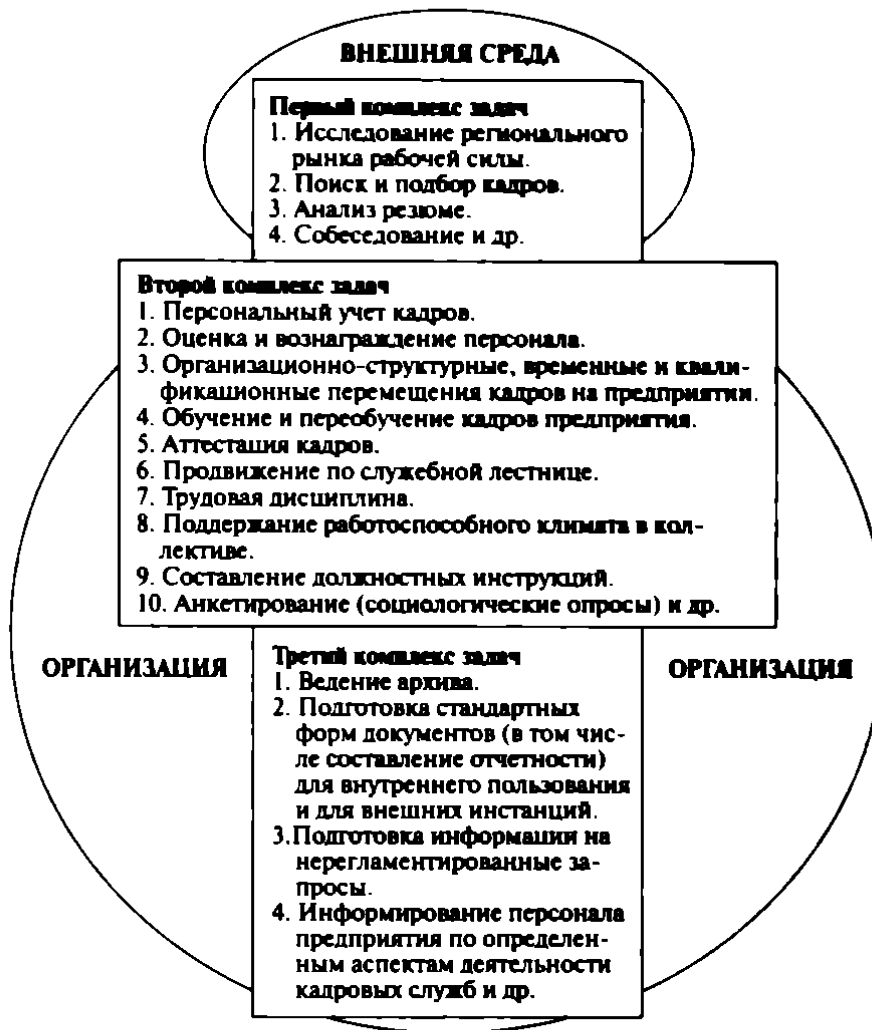 ВНЕШНЯЯ СРЕДА
Первый комплекс задач
1. Исследование регионального
рынка рабочей силы.
2. Поиск и подбор кадров.
3. Анализ резюме.
4. Собеседование и др.
Второй комплекс задач
1. Персональный учет кадров.
2. Оценка и вознаграждение персонала.
3. Организационно-структурные, временные и квали-
фикационные перемещения кадров на предприятии.
4. Обучение и переобучение кадров предприятия.
5. Аттестация кадров.
6. Продвижение по служебной лестнице.
7. Трудовая дисциплина.
8. Поддержание работоспособного климата в кол-
лективе.
9. Составление должностных инструкций.
10. Анкетирование (социологические опросы) и др.
ОРГАНИЗАЦИЯ
Третий комплекс задач
1. Ведение архива.
2. Подготовка стандартных
форм документов (в том чис-
ле составление отчетности)
для внутреннего пользования
и для внешних инстанций.
3.Подготовка информации на
нерегламентированные за-
просы.
4. Информирование персонала
предприятия по определен-
ным аспектам деятельности
кадровых служб и др.
ОРГАНИЗАЦИЯ